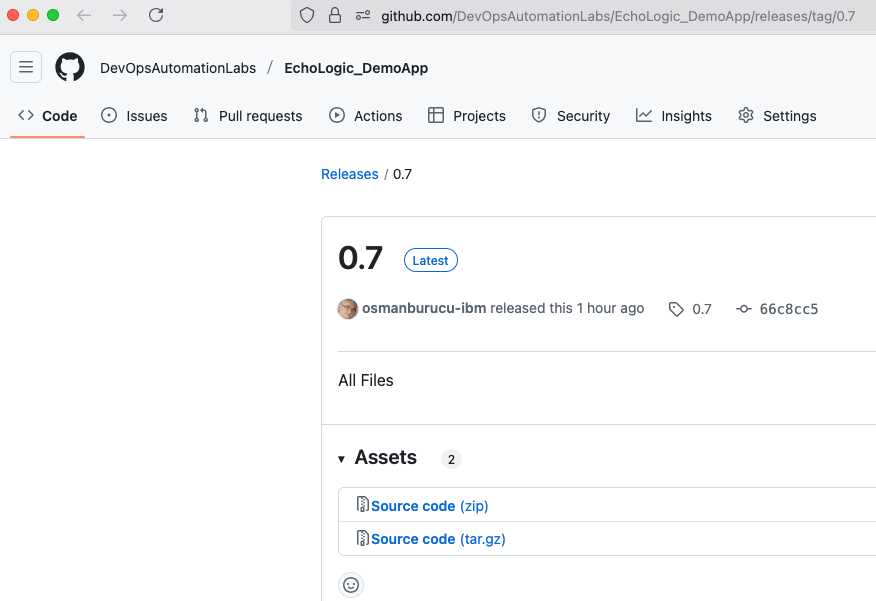 github.com/DevOpsAutomationLabs/EchoLogic_DemoApp/releases/tag/0.7
DevOpsAutomationLabs / EchoLogic_DemoApp
Code Issues Pull requests Actions Projects Security Insights Settings
Releases / 0.7
0.7 Latest
osmanburucu-ibm released this 1 hour ago 0.7 66c8cc5
All Files
Assets 2
Source code (zip)
Source code (tar.gz)